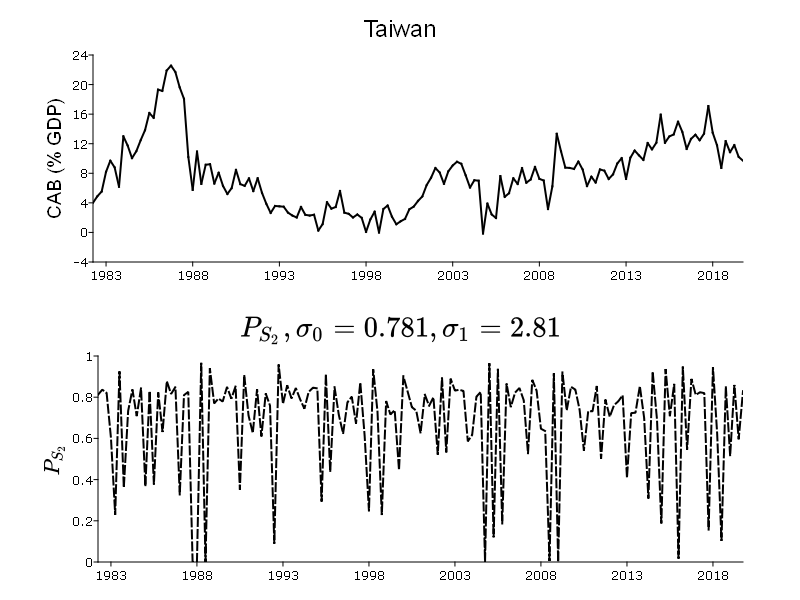 Taiwan
CAB (% GDP)
24
20
16
12
8
4
0
-4
1983 1988 1993 1998 2003 2008 2013 2018
P_{S_2}, σ_0 = 0.781, σ_1 = 2.81
P_{S_2}
1
0.8
0.6
0.4
0.2
0
1983 1988 1993 1998 2003 2008 2013 2018